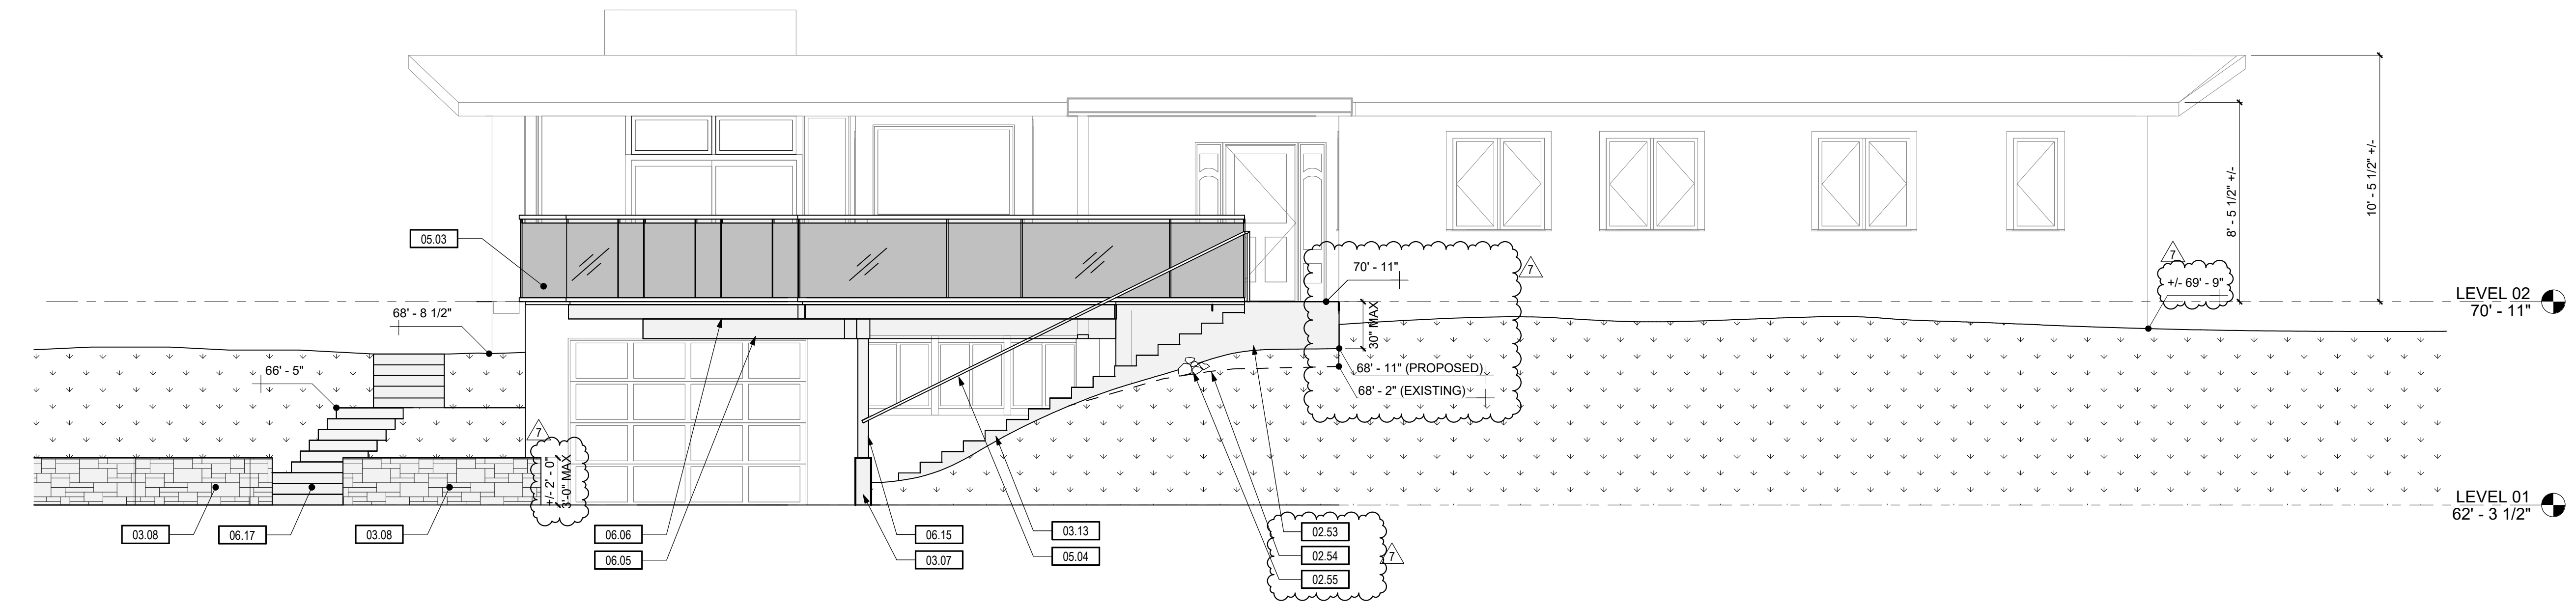 05.03
68' - 8 1/2"
66' - 5"
7
+/- 2' - 0"
3'-0" MAX
03.08
06.17
03.08
06.06
06.05
06.15
03.07
03.13
05.04
02.53
02.54
02.55
7
70' - 11"
7
30" MAX
68' - 11" (PROPOSED)
68' - 2" (EXISTING)
7
+/- 69' - 9"
8' - 5 1/2" +/-
10' - 5 1/2" +/-
LEVEL 02
70' - 11"
LEVEL 01
62' - 3 1/2"